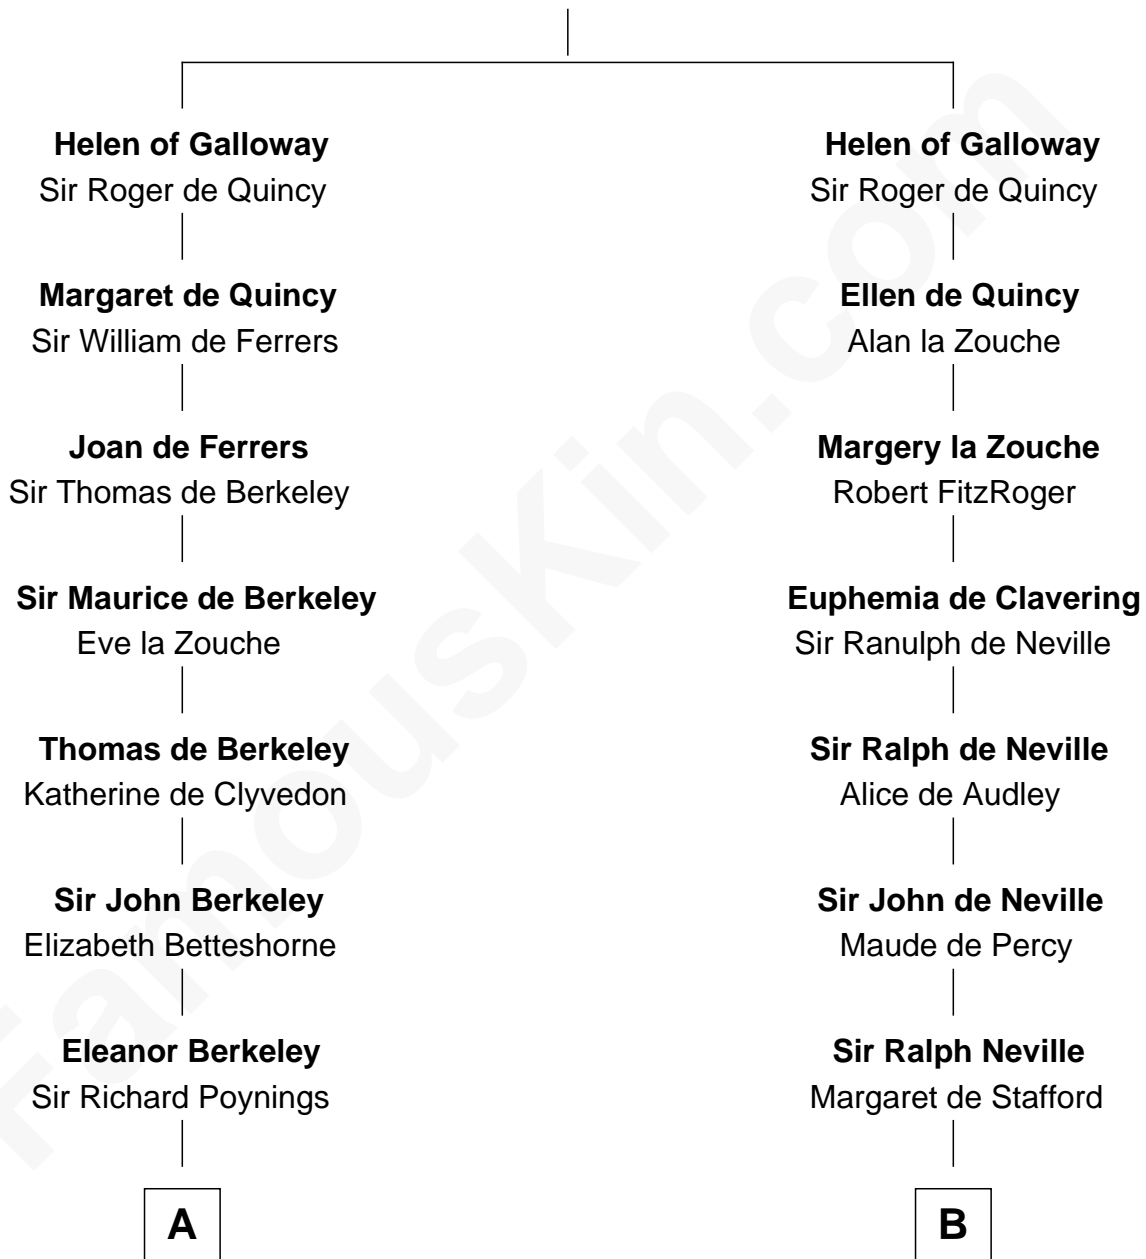 Helen of Galloway
Sir Roger de Quincy
Margaret de Quincy
Sir William de Ferrers
Joan de Ferrers
Sir Thomas de Berkeley
Sir Maurice de Berkeley
Eve la Zouche
Thomas de Berkeley
Katherine de Clyvedon
Sir John Berkeley
Elizabeth Betteshorne
Eleanor Berkeley
Sir Richard Poynings
A
Helen of Galloway
Sir Roger de Quincy
Ellen de Quincy
Alan la Zouche
Margery la Zouche
Robert FitzRoger
Euphemia de Clavering
Sir Ranulph de Neville
Sir Ralph de Neville
Alice de Audley
Sir John de Neville
Maude de Percy
Sir Ralph Neville
Margaret de Stafford
B
FamousKin.com